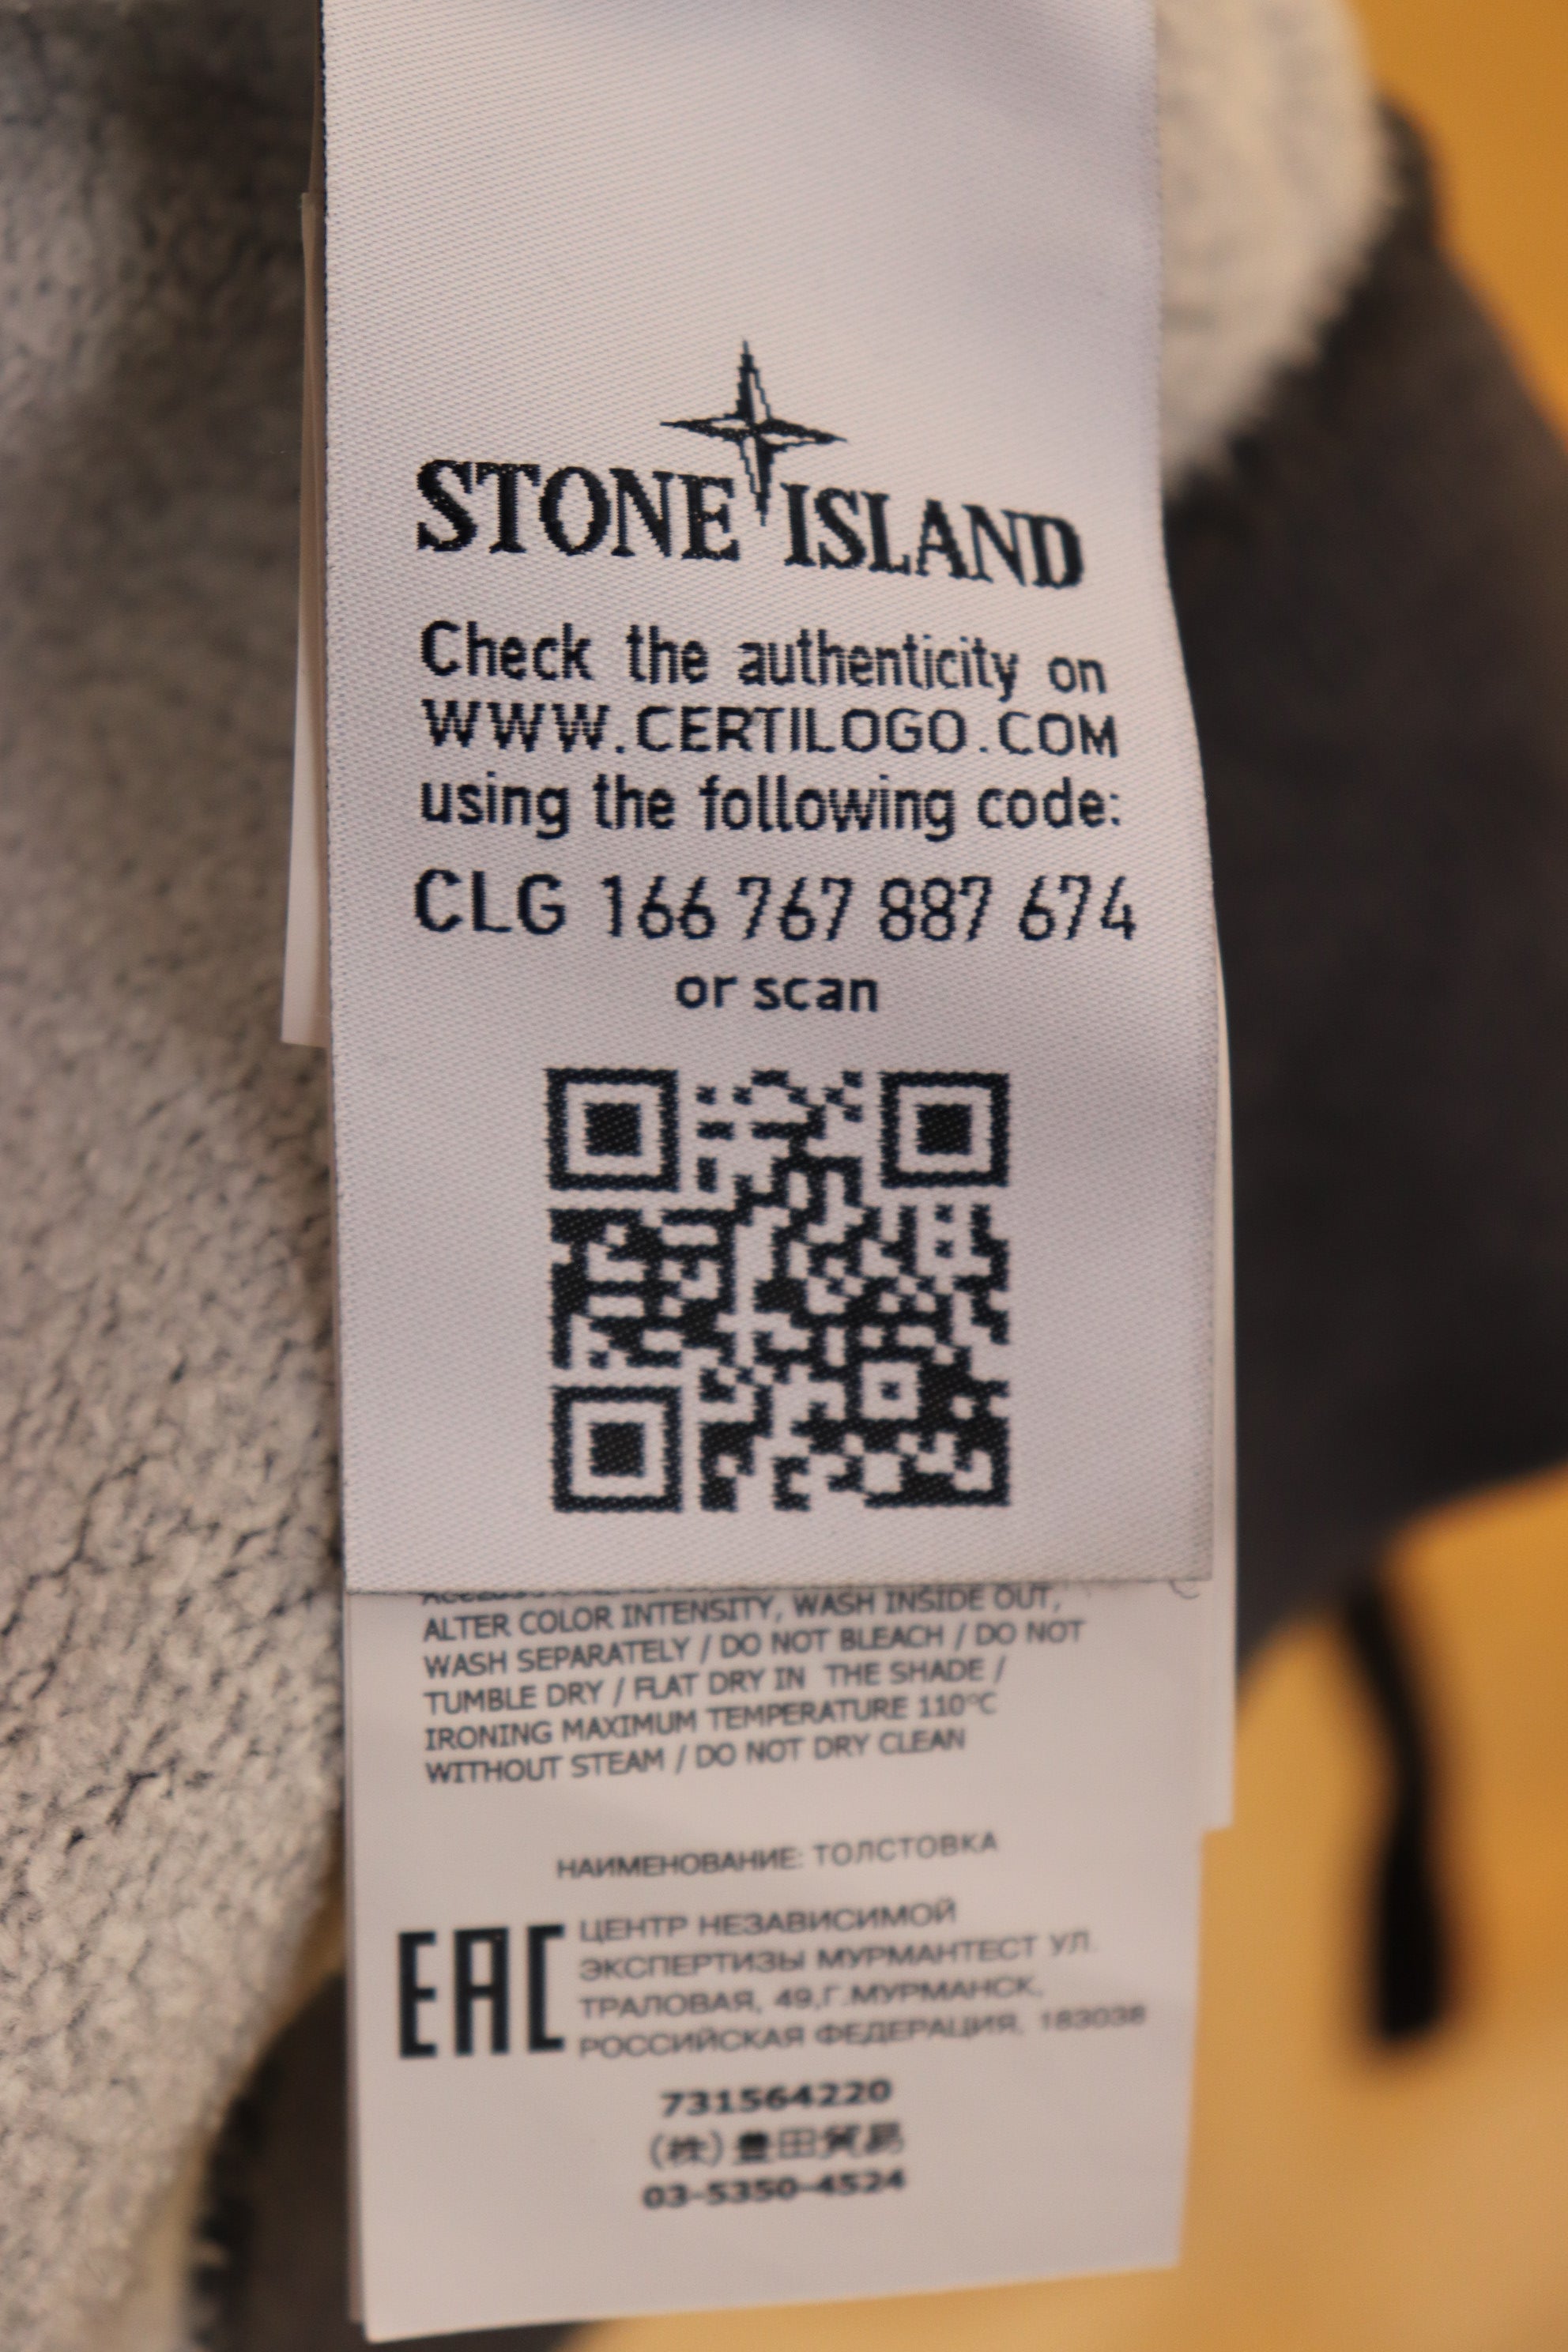 STONE ISLAND
Check the authenticity on
WWW.CERTILOGO.COM
using the following code:
CLG 166 767 887 674
or scan
ALTER COLOR INTENSITY, WASH INSIDE OUT,
WASH SEPARATELY / DO NOT BLEACH / DO NOT
TUMBLE DRY / FLAT DRY IN THE SHADE /
IRONING MAXIMUM TEMPERATURE 110°C
WITHOUT STEAM / DO NOT DRY CLEAN
НАИМЕНОВАНИЕ: ТОЛСТОВКА
EAC
ЦЕНТР НЕЗАВИСИМОЙ
ЭКСПЕРТИЗЫ МУРМАНТЕСТ УЛ.
ТРАЛОВАЯ, 49,Г.МУРМАНСК,
РОССИЙСКАЯ ФЕДЕРАЦИЯ, 183038
731564220
(株) 豊田貿易
03-5350-4524